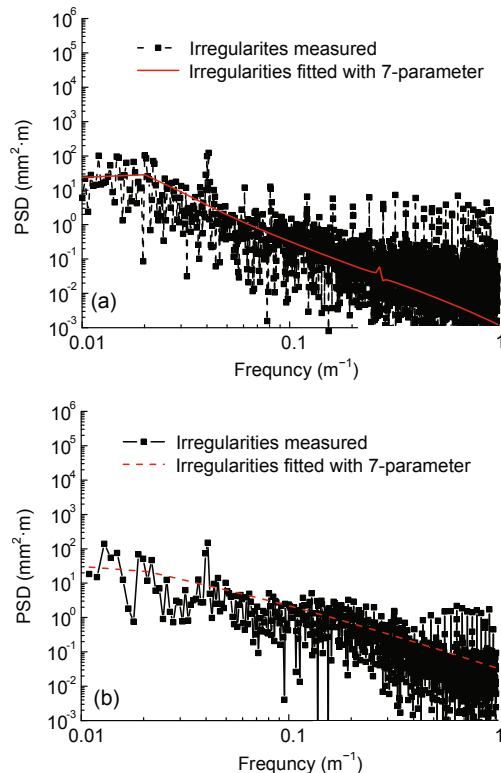 Irregularites measured
Irregularities fitted with 7-parameter
10⁶
10⁵
10⁴
10³
10²
10¹
10⁰
10⁻¹
10⁻²
10⁻³
PSD (mm²·m)
(a)
0.01 0.1 1
Frequncy (m⁻¹)
Irregularities measured
Irregularities fitted with 7-parameter
10⁶
10⁵
10⁴
10³
10²
10¹
10⁰
10⁻¹
10⁻²
10⁻³
PSD (mm²·m)
(b)
0.01 0.1 1
Frequncy (m⁻¹)